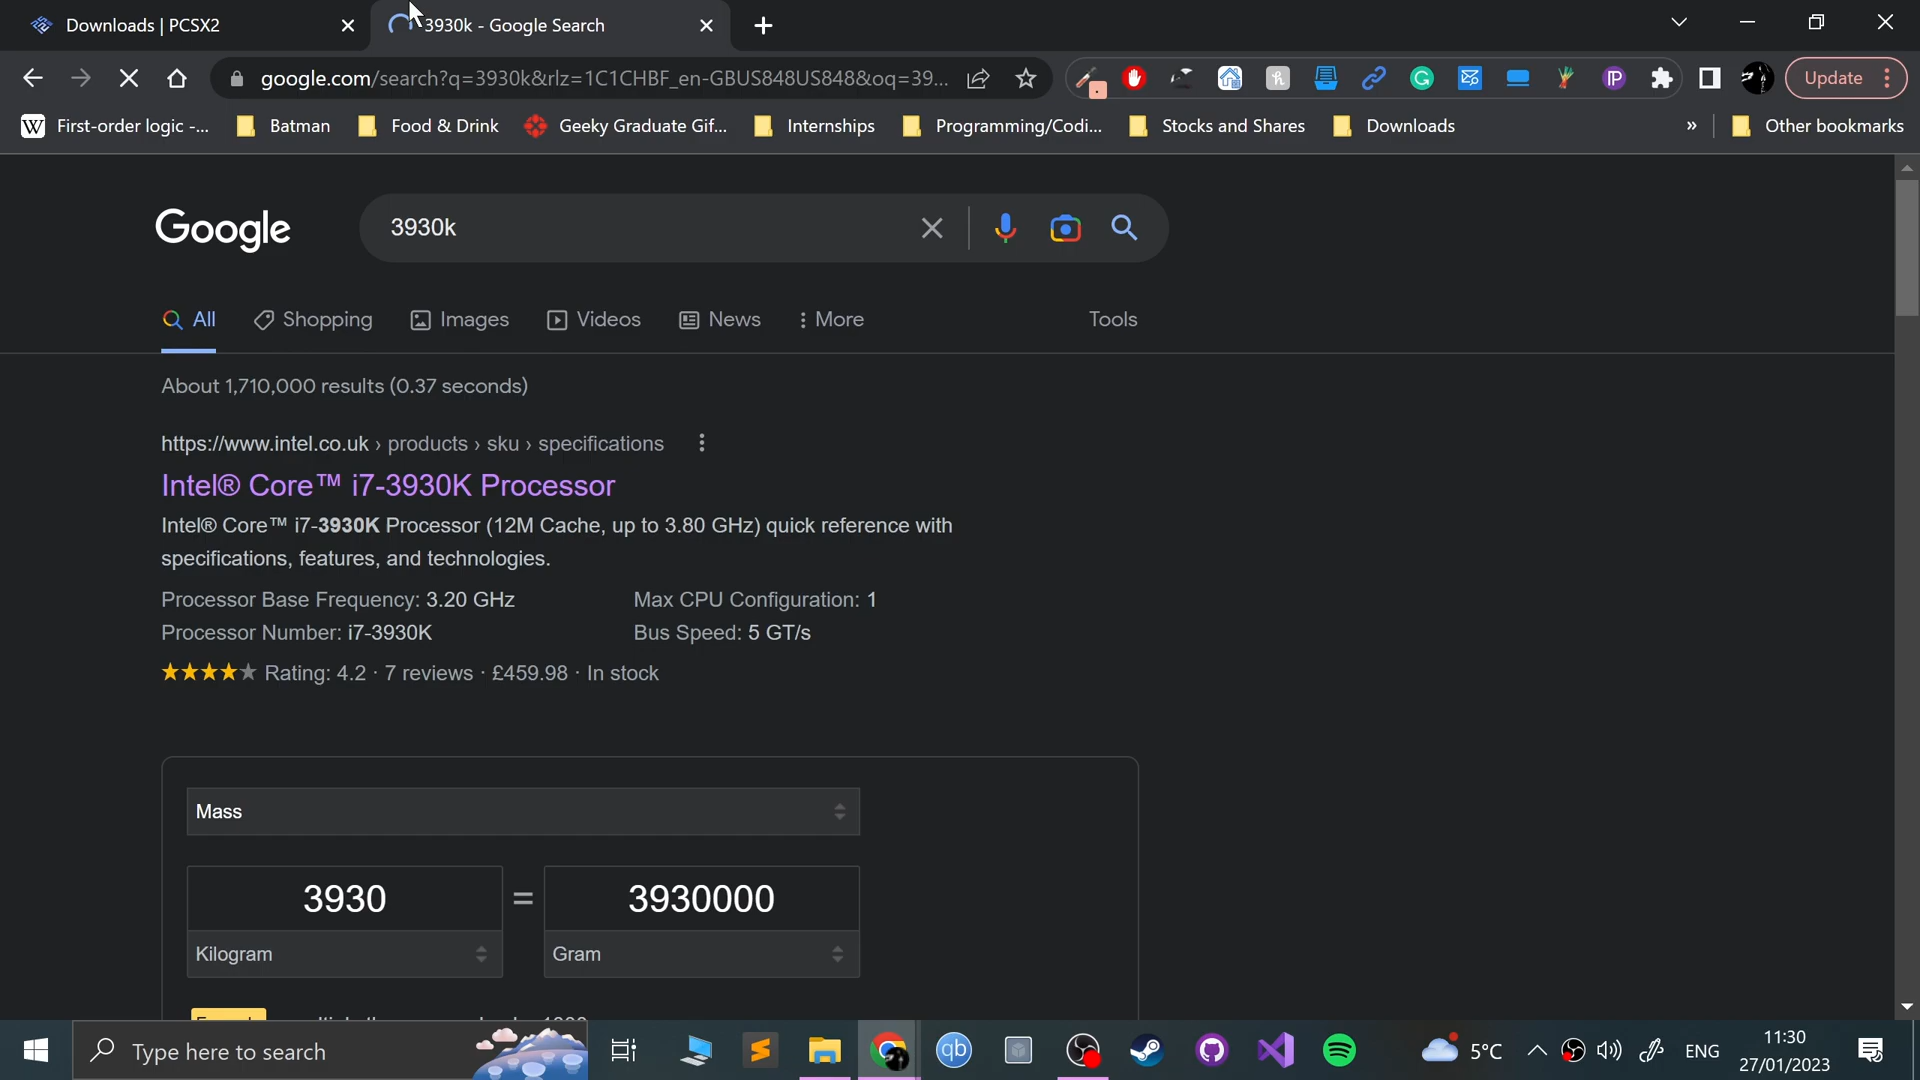 Downloads | PCSX2
3930k - Google Search
google.com/search?q=3930k&rlz=1C1CHBF_en-GBUS848US848&oq=39...
Update
W First-order logic -...
Batman
Food & Drink
Geeky Graduate Gif...
Internships
Programming/Codi...
Stocks and Shares
Downloads
»
Other bookmarks
Google
3930k
All
Shopping
Images
Videos
News
More
Tools
About 1,710,000 results (0.37 seconds)
https://www.intel.co.uk › products › sku › specifications
Intel® Core™ i7-3930K Processor
Intel® Core™ i7-3930K Processor (12M Cache, up to 3.80 GHz) quick reference with
specifications, features, and technologies.
Processor Base Frequency: 3.20 GHz
Max CPU Configuration: 1
Processor Number: i7-3930K
Bus Speed: 5 GT/s
Rating: 4.2 · 7 reviews · £459.98 · In stock
Mass
3930
=
3930000
Kilogram
Gram
Type here to search
qb
5°C
ENG
11:30
27/01/2023